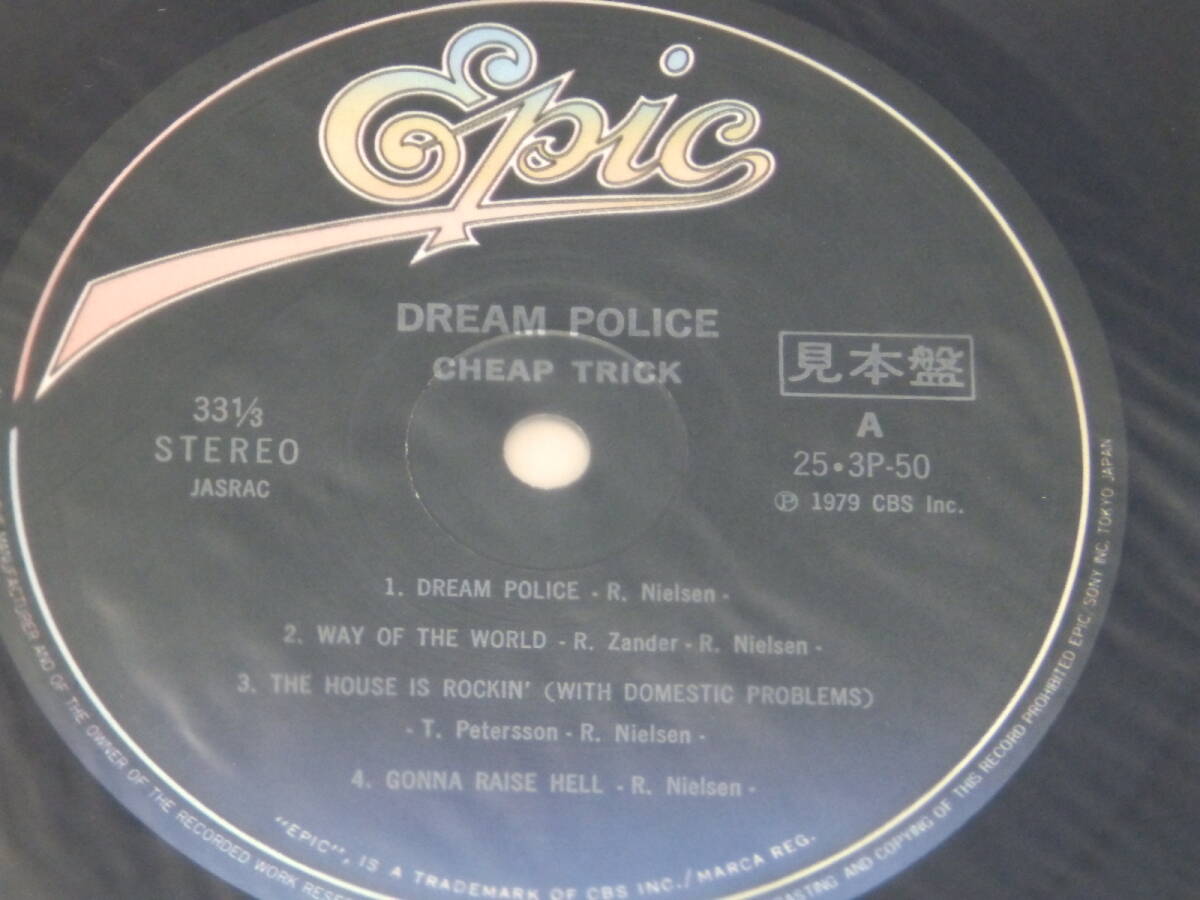 Epic
DREAM POLICE
CHEAP TRICK
見本盤
33⅓
STEREO
JASRAC
A
25•3P-50
Ⓟ 1979 CBS Inc.
1. DREAM POLICE - R. Nielsen -
2. WAY OF THE WORLD - R. Zander - R. Nielsen -
3. THE HOUSE IS ROCKIN' (WITH DOMESTIC PROBLEMS)
- T. Petersson - R. Nielsen -
4. GONNA RAISE HELL - R. Nielsen -
"EPIC", IS A TRADEMARK OF CBS INC./MARCA REG.
MANUFACTURER AND OF THE OWNER OF THE RECORDED WORK
AND COPYING OF THIS RECORD PROHIBITED EPIC. SONY INC. TOKYO JAPAN